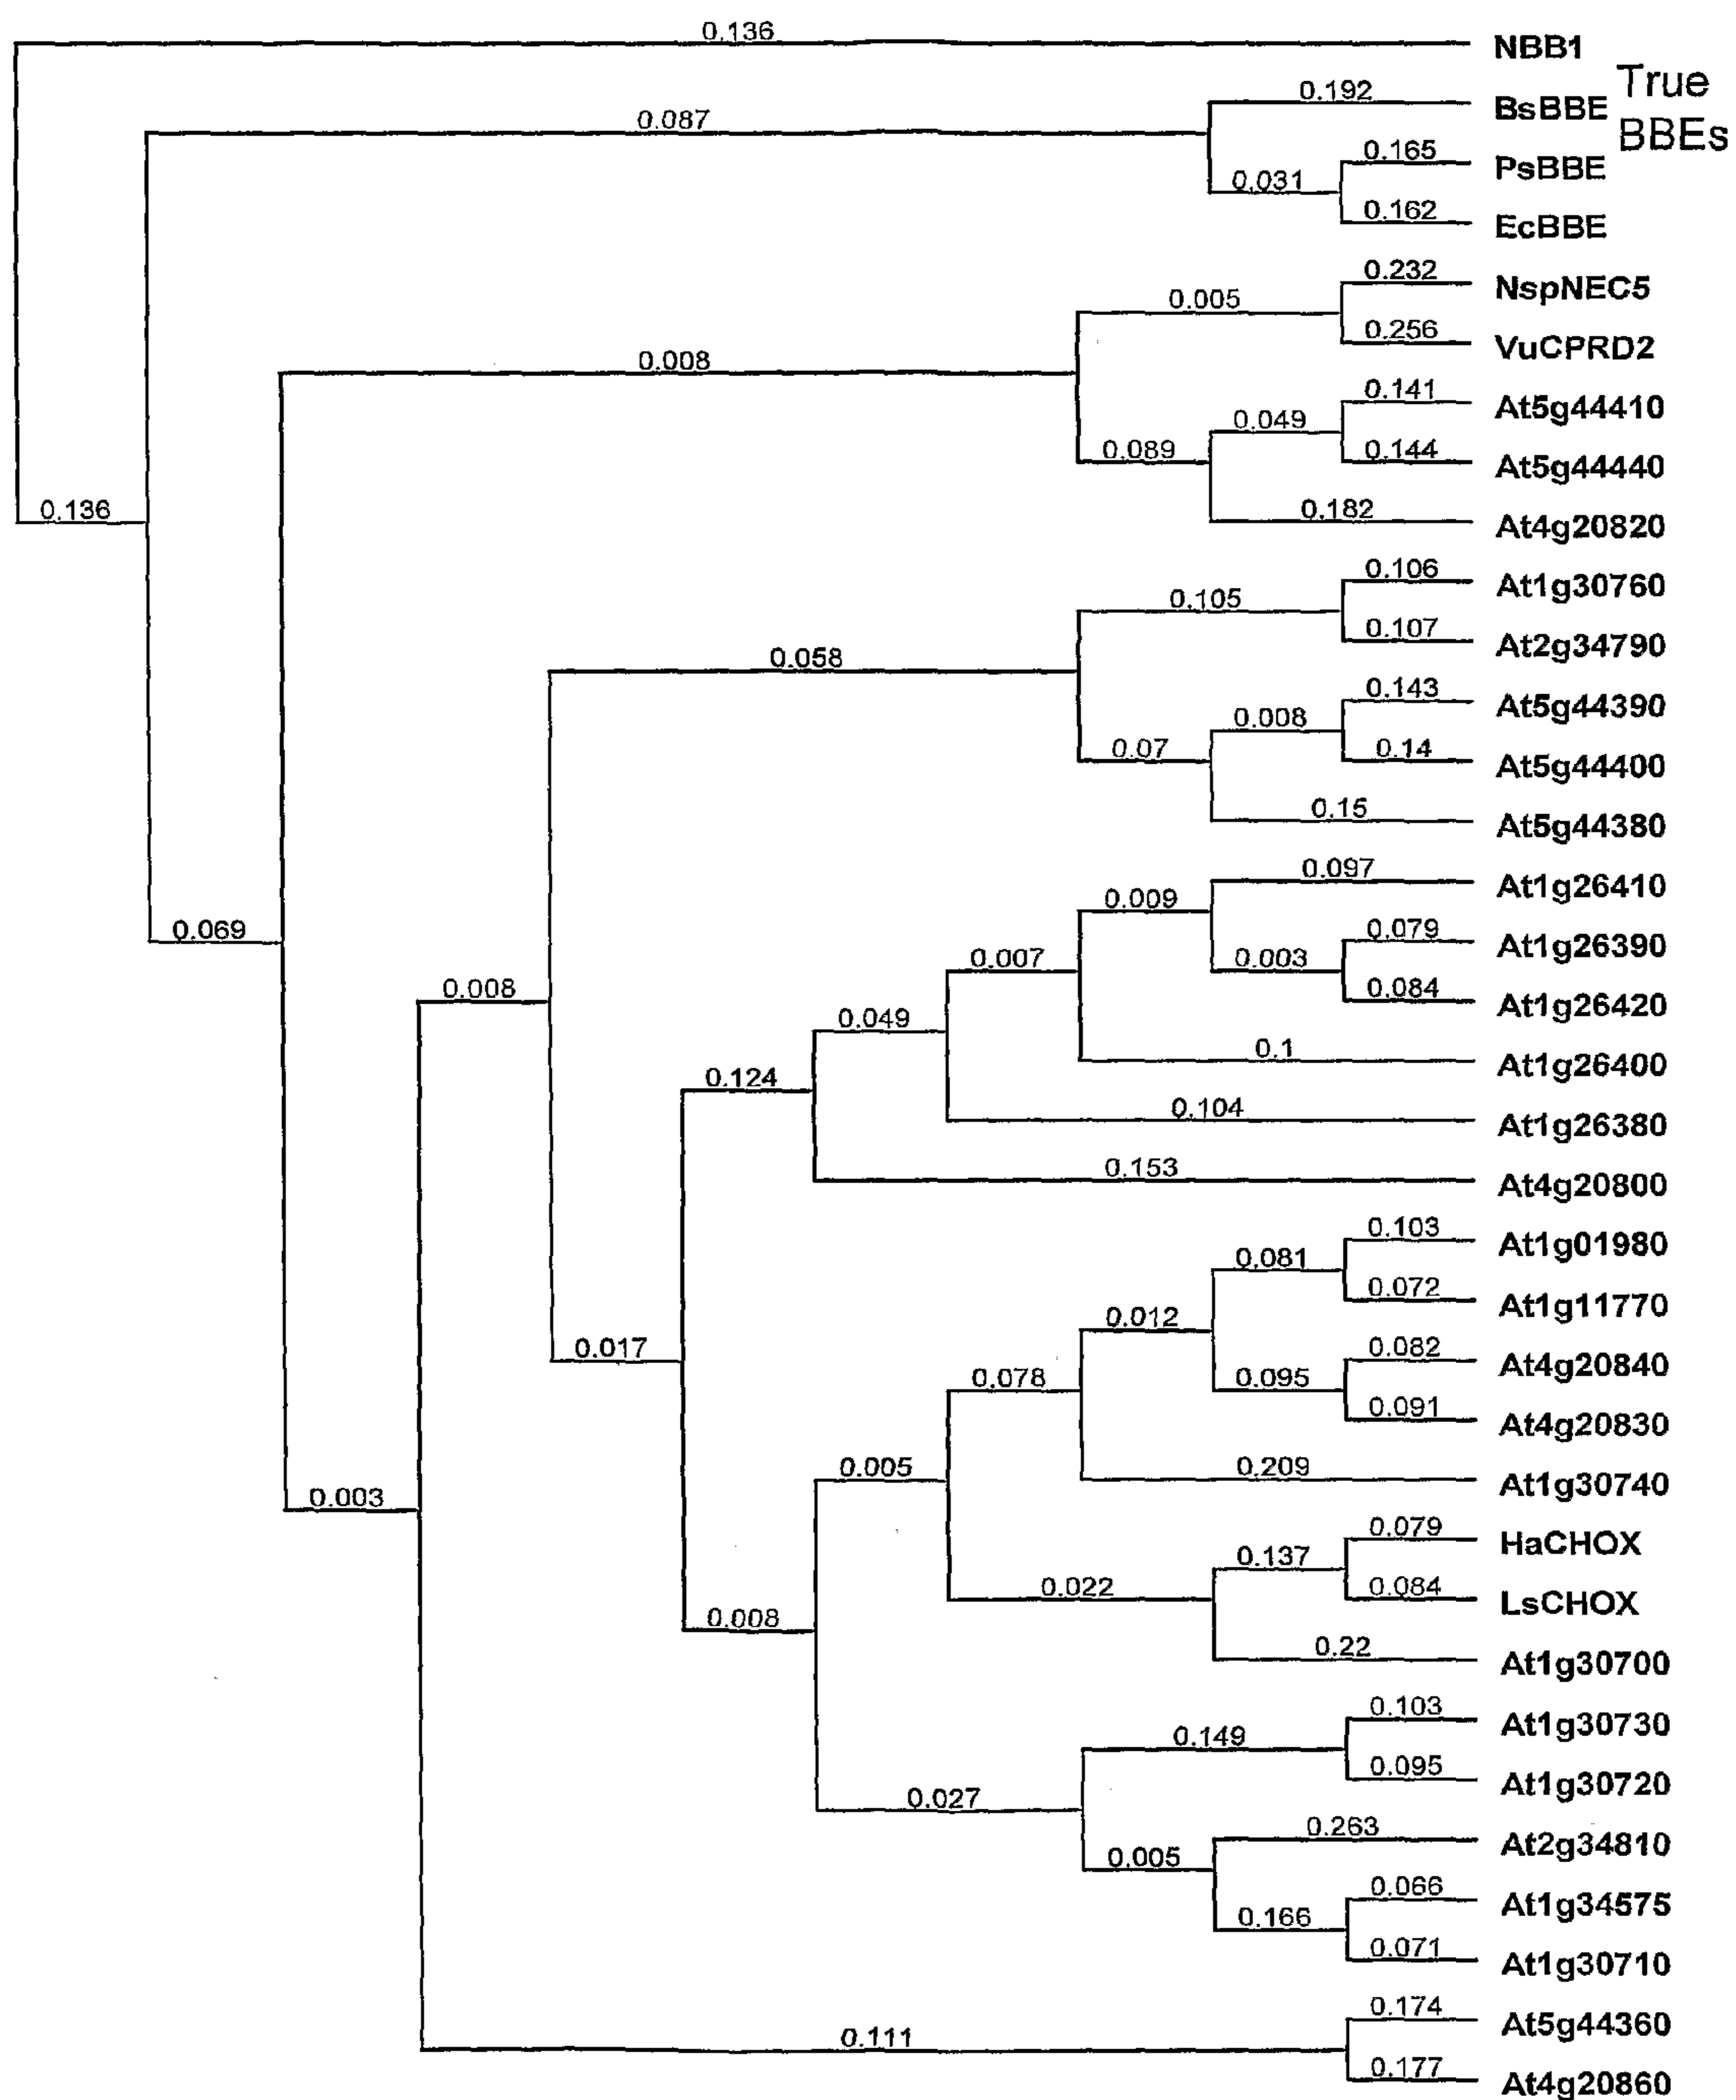 0.136
NBB1
0.192
BsBBE
True
BBEs
0.087
0.165
PsBBE
0.031
0.162
EcBBE
0.232
NspNEC5
0.005
0.256
VuCPRD2
0.008
0.141
At5g44410
0.049
0.144
At5g44440
0.089
0.182
At4g20820
0.136
0.106
At1g30760
0.105
0.107
At2g34790
0.058
0.143
At5g44390
0.008
0.14
At5g44400
0.07
0.15
At5g44380
0.097
At1g26410
0.009
0.079
At1g26390
0.069
0.007
0.003
0.084
At1g26420
0.008
0.049
0.1
At1g26400
0.124
0.104
At1g26380
0.153
At4g20800
0.103
At1g01980
0.081
0.072
At1g11770
0.012
0.082
At4g20840
0.017
0.078
0.095
0.091
At4g20830
0.005
0.209
At1g30740
0.003
0.079
HaCHOX
0.137
0.084
LsCHOX
0.022
0.008
0.22
At1g30700
0.103
At1g30730
0.149
0.095
At1g30720
0.027
0.263
At2g34810
0.005
0.066
At1g34575
0.166
0.071
At1g30710
0.174
At5g44360
0.111
0.177
At4g20860